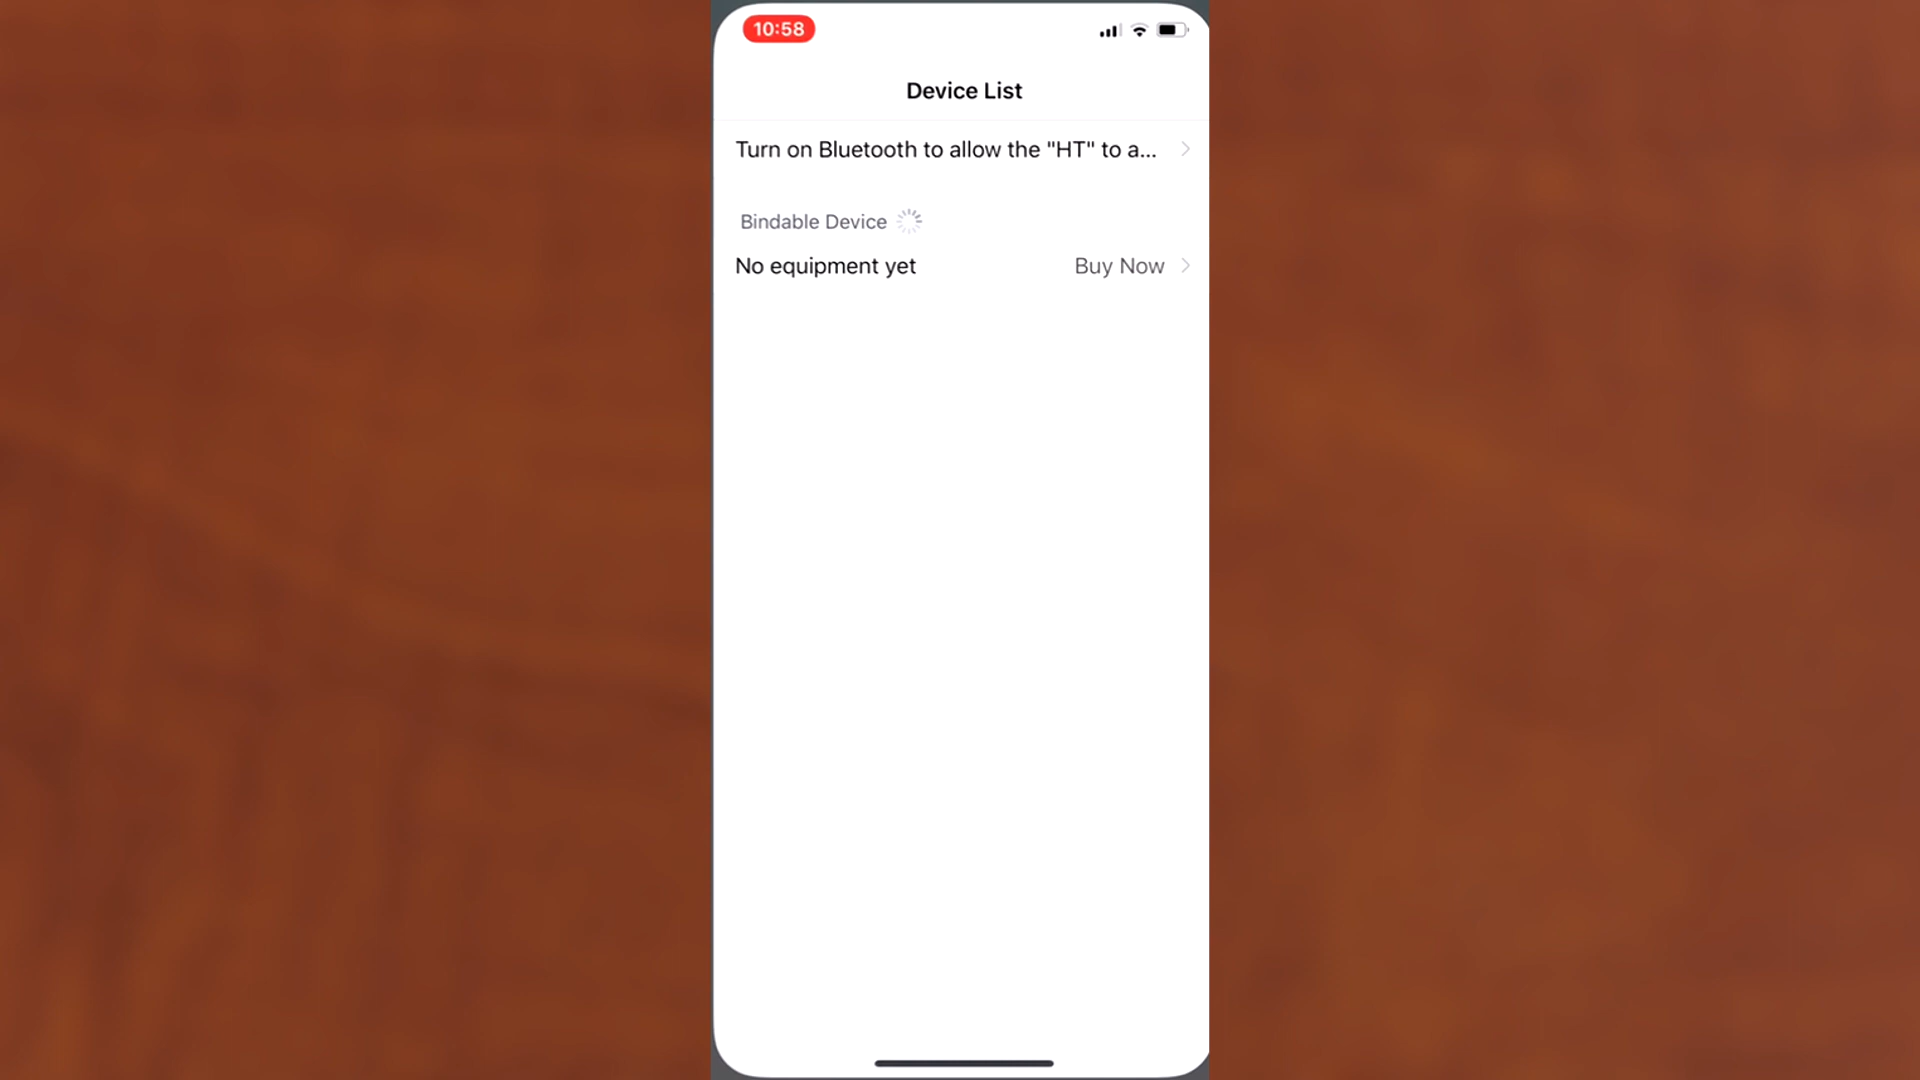 10:58
Device List
Turn on Bluetooth to allow the "HT" to a...
Bindable Device
No equipment yet
Buy Now